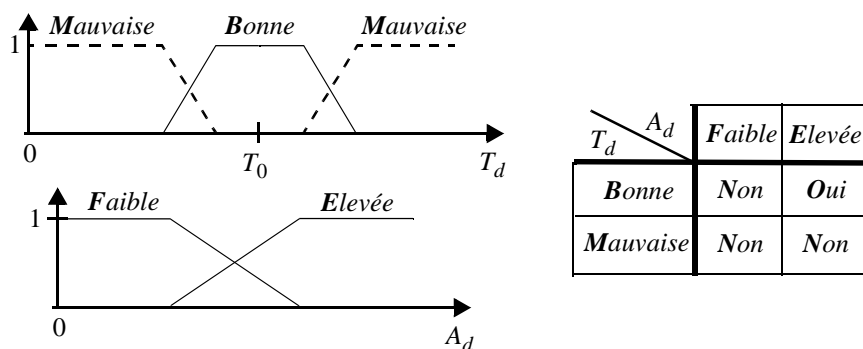 Mauvaise Bonne Mauvaise
1
0 T0 Td
Faible Elevée
1
0 Ad
Td Ad Faible Elevée
Bonne Non Oui
Mauvaise Non Non